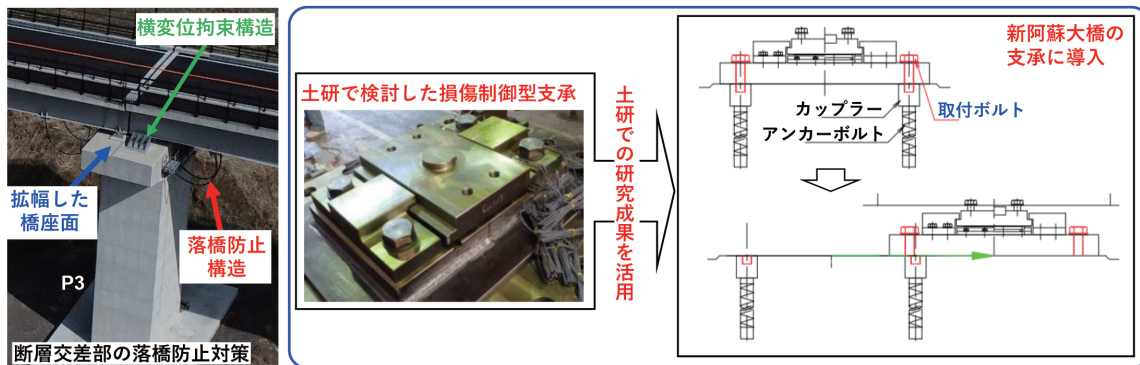 横変位拘束構造
拡幅した
橋座面
落橋防止
構造
P3
断層交差部の落橋防止対策
土研で検討した損傷制御型支承
土研での研究成果を活用
新阿蘇大橋の
支承に導入
カップラー
取付ボルト
アンカーボルト